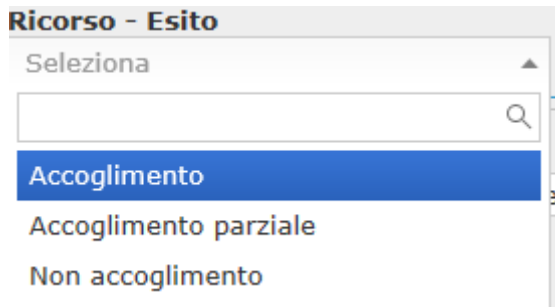 Ricorso - Esito
Seleziona
Accoglimento
Accoglimento parziale
Non accoglimento